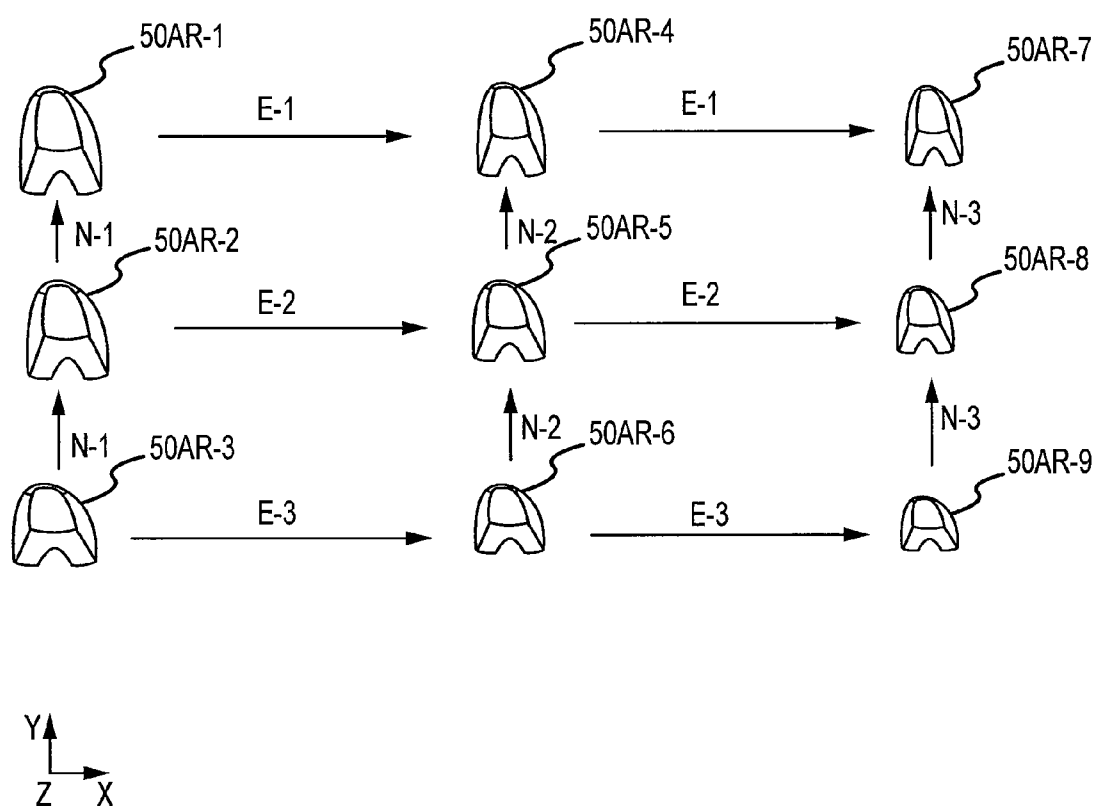 50AR-1
50AR-4
50AR-7
E-1
E-1
N-1
N-2
N-3
50AR-2
50AR-5
50AR-8
E-2
E-2
N-1
N-2
N-3
50AR-3
50AR-6
50AR-9
E-3
E-3
Y
Z
X